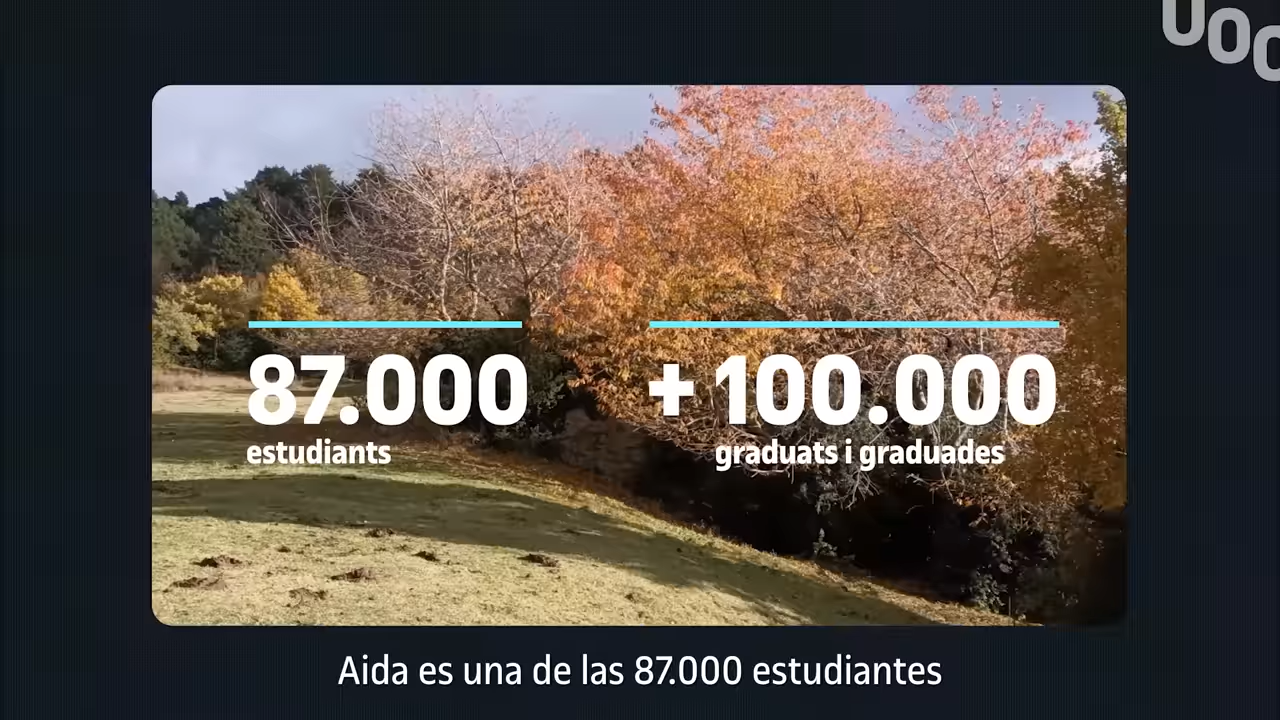 UOC
87.000
estudiants
+100.000
graduats i graduades
Aida es una de las 87.000 estudiantes